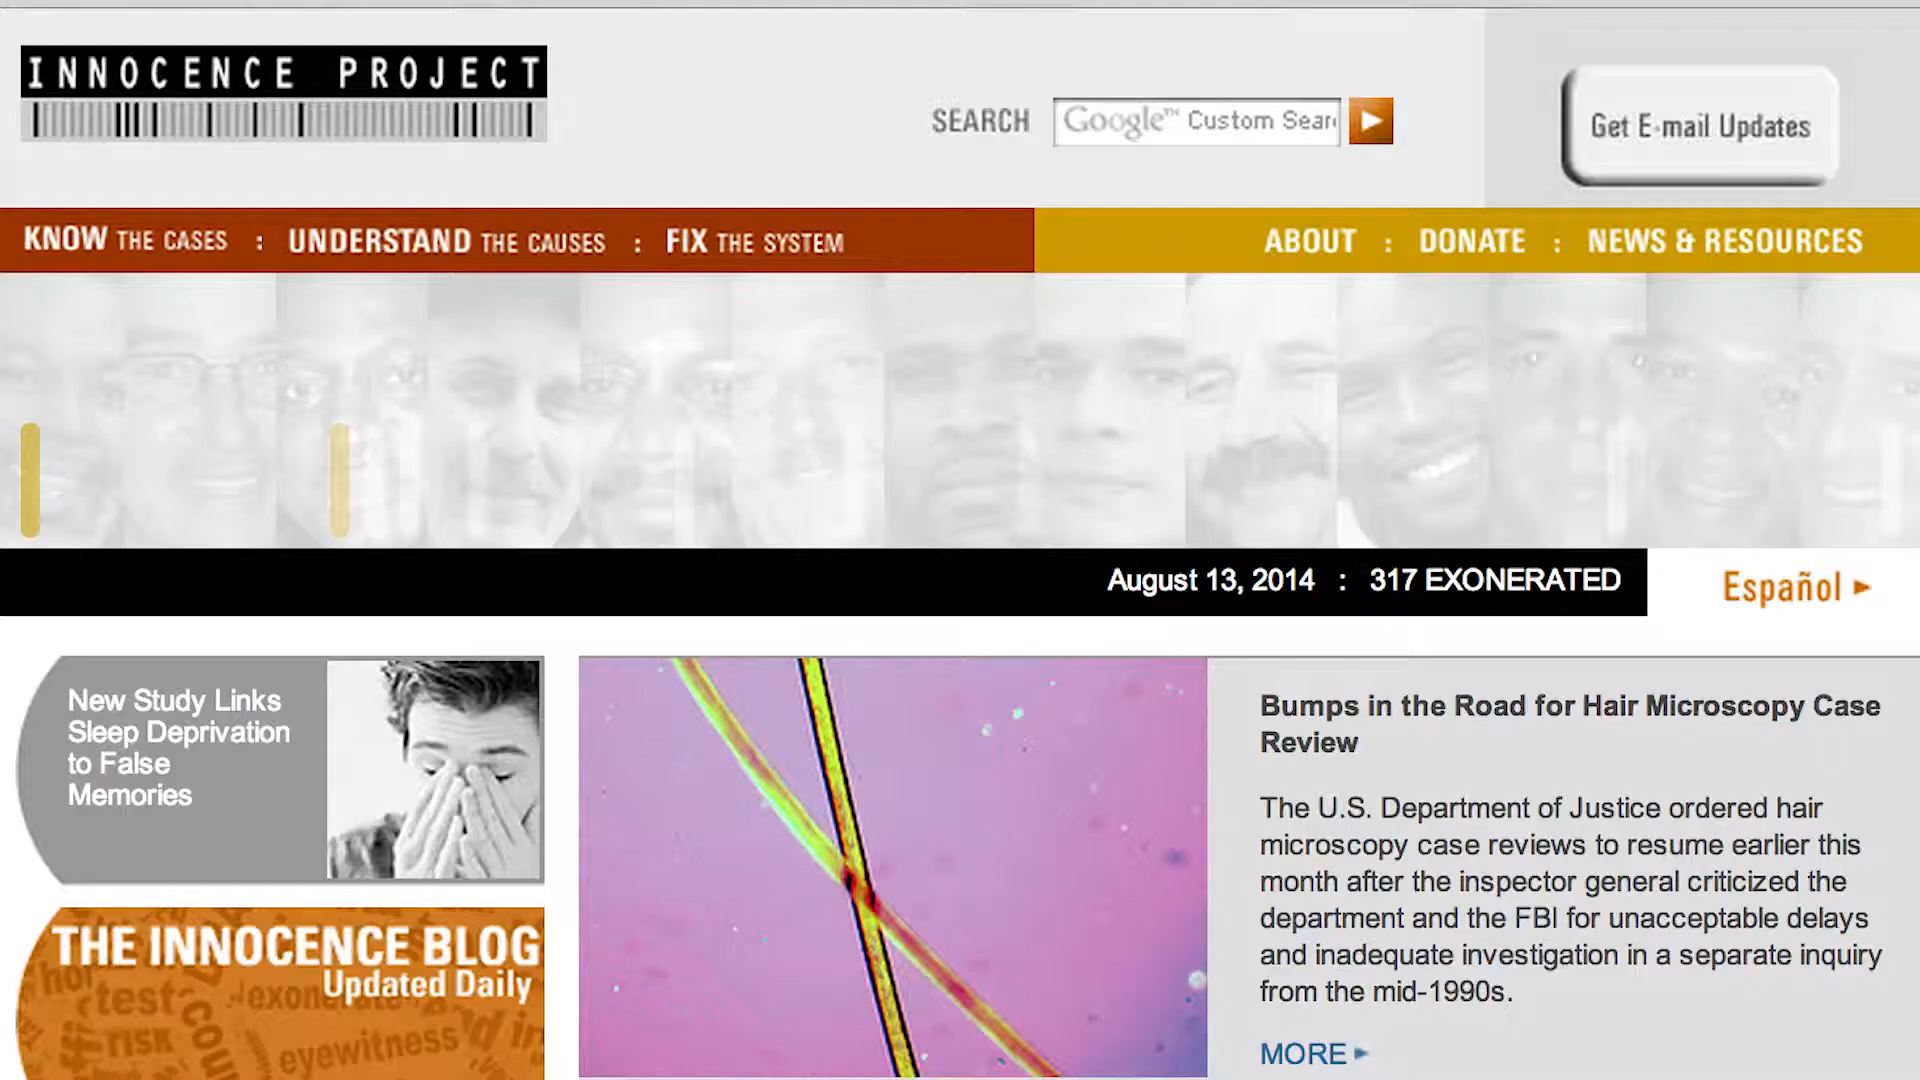 INNOCENCE PROJECT
SEARCH
Google™ Custom Sear
Get E-mail Updates
KNOW THE CASES : UNDERSTAND THE CAUSES : FIX THE SYSTEM
ABOUT : DONATE : NEWS & RESOURCES
August 13, 2014 : 317 EXONERATED
Español
New Study Links
Sleep Deprivation
to False
Memories
THE INNOCENCE BLOG
Updated Daily
test
risk
eyewitness
Bumps in the Road for Hair Microscopy Case
Review
The U.S. Department of Justice ordered hair
microscopy case reviews to resume earlier this
month after the inspector general criticized the
department and the FBI for unacceptable delays
and inadequate investigation in a separate inquiry
from the mid-1990s.
MORE